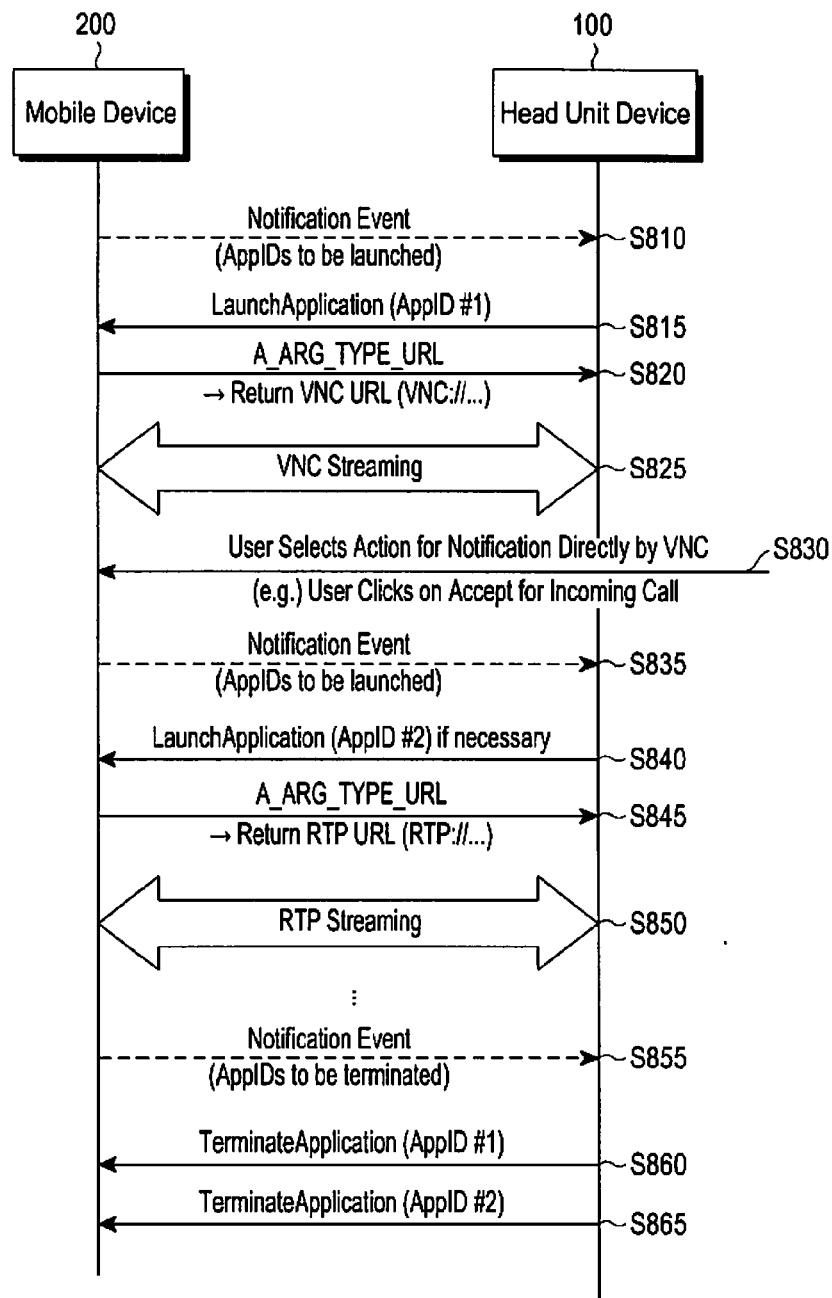 200
100
Mobile Device
Head Unit Device
Notification Event
(AppIDs to be launched)
S810
LaunchApplication (AppID #1)
S815
A_ARG_TYPE_URL
→ Return VNC URL (VNC://...)
S820
VNC Streaming
S825
User Selects Action for Notification Directly by VNC
S830
(e.g.) User Clicks on Accept for Incoming Call
Notification Event
(AppIDs to be launched)
S835
LaunchApplication (AppID #2) if necessary
S840
A_ARG_TYPE_URL
→ Return RTP URL (RTP://...)
S845
RTP Streaming
S850
⋮
Notification Event
(AppIDs to be terminated)
S855
TerminateApplication (AppID #1)
S860
TerminateApplication (AppID #2)
S865